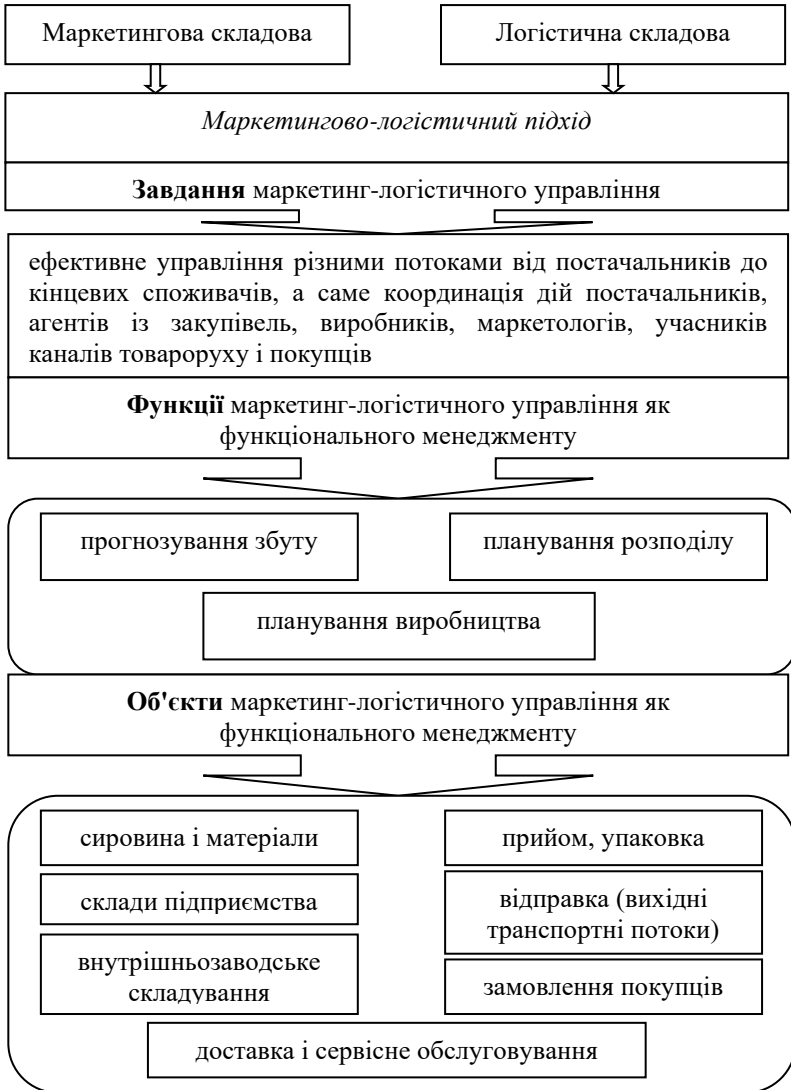 Маркетингова складова
Логістична складова
Маркетингово-логістичний підхід
Завдання маркетинг-логістичного управління
ефективне управління різними потоками від постачальників до
кінцевих споживачів, а саме координація дій постачальників,
агентів із закупівель, виробників, маркетологів, учасників
каналів товароруху і покупців
Функції маркетинг-логістичного управління як
функціонального менеджменту
прогнозування збуту
планування розподілу
планування виробництва
Об'єкти маркетинг-логістичного управління як
функціонального менеджменту
сировина і матеріали
прийом, упаковка
склади підприємства
відправка (вихідні
транспортні потоки)
внутрішньозаводське
складування
замовлення покупців
доставка і сервісне обслуговування